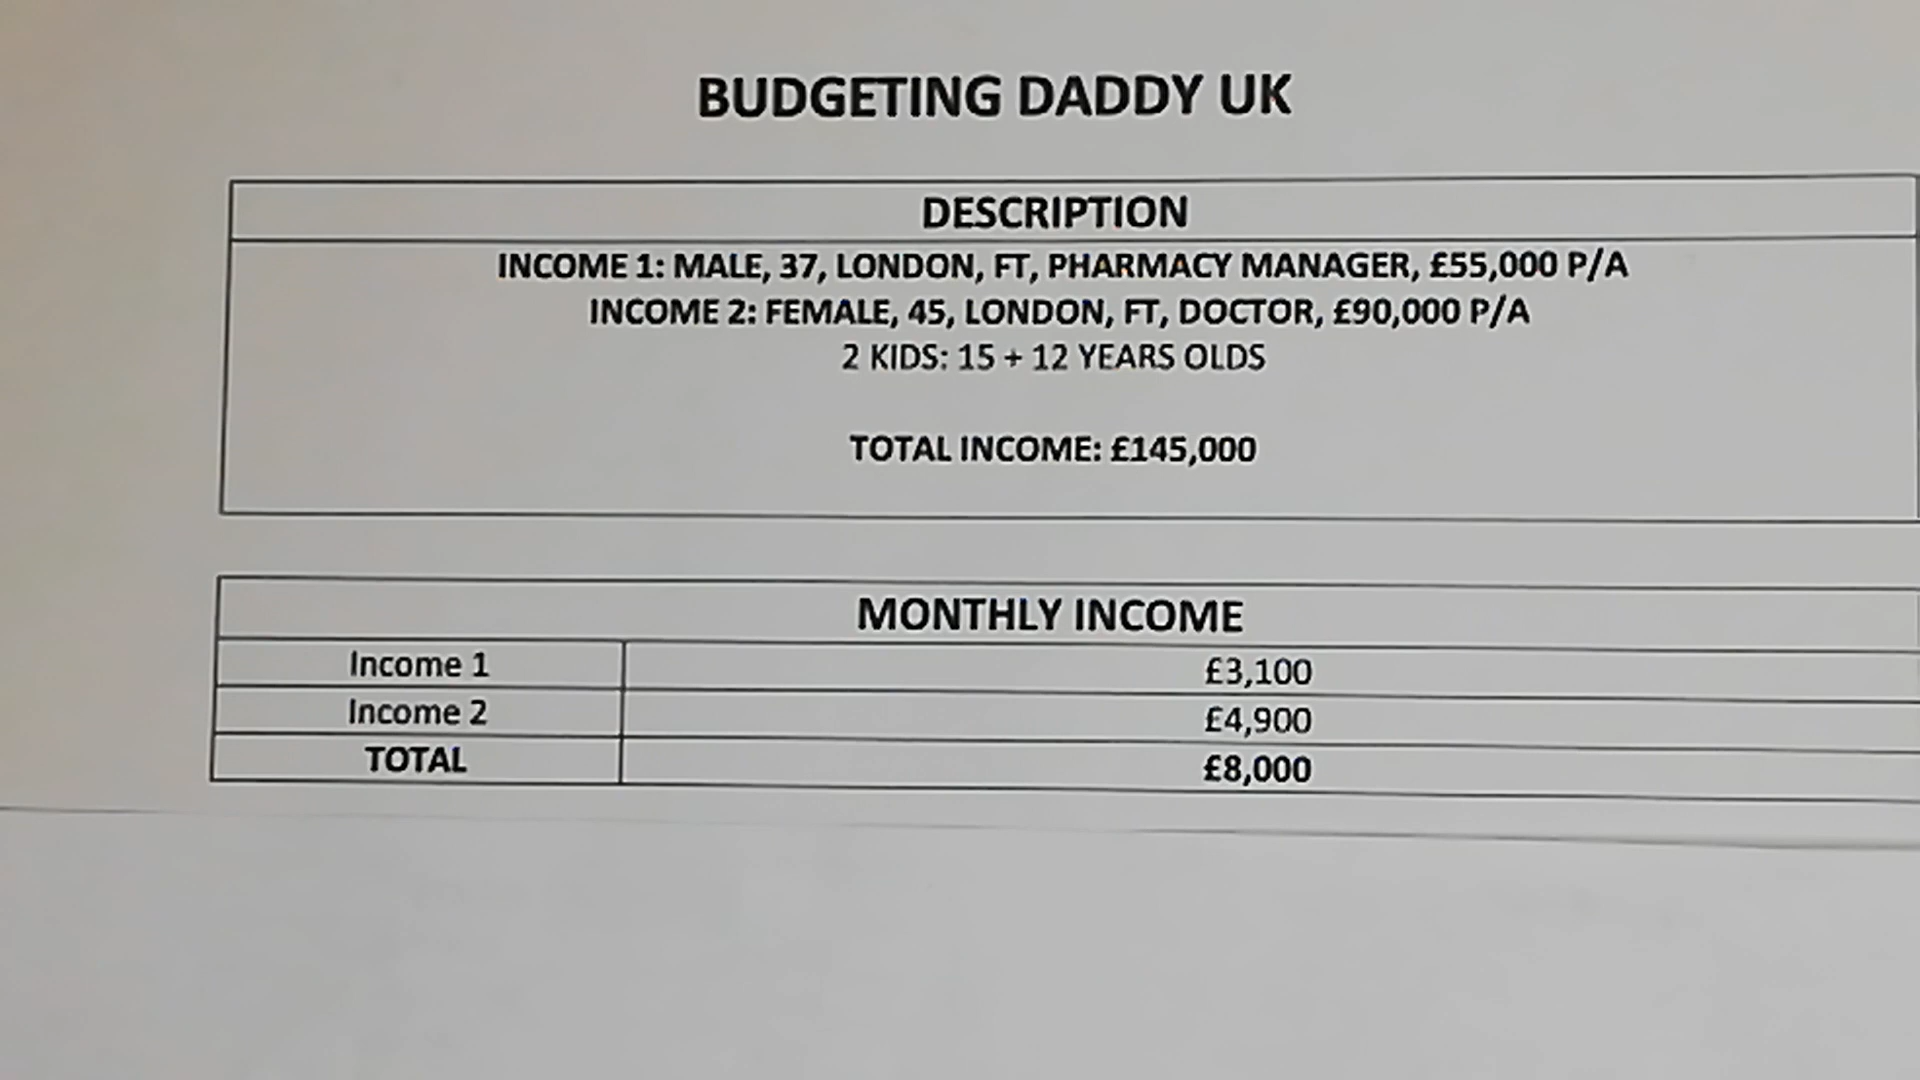 BUDGETING DADDY UK
DESCRIPTION
INCOME 1: MALE, 37, LONDON, FT, PHARMACY MANAGER, £55,000 P/A
INCOME 2: FEMALE, 45, LONDON, FT, DOCTOR, £90,000 P/A
2 KIDS: 15 + 12 YEARS OLDS
TOTAL INCOME: £145,000
MONTHLY INCOME
Income 1 £3,100
Income 2 £4,900
TOTAL £8,000